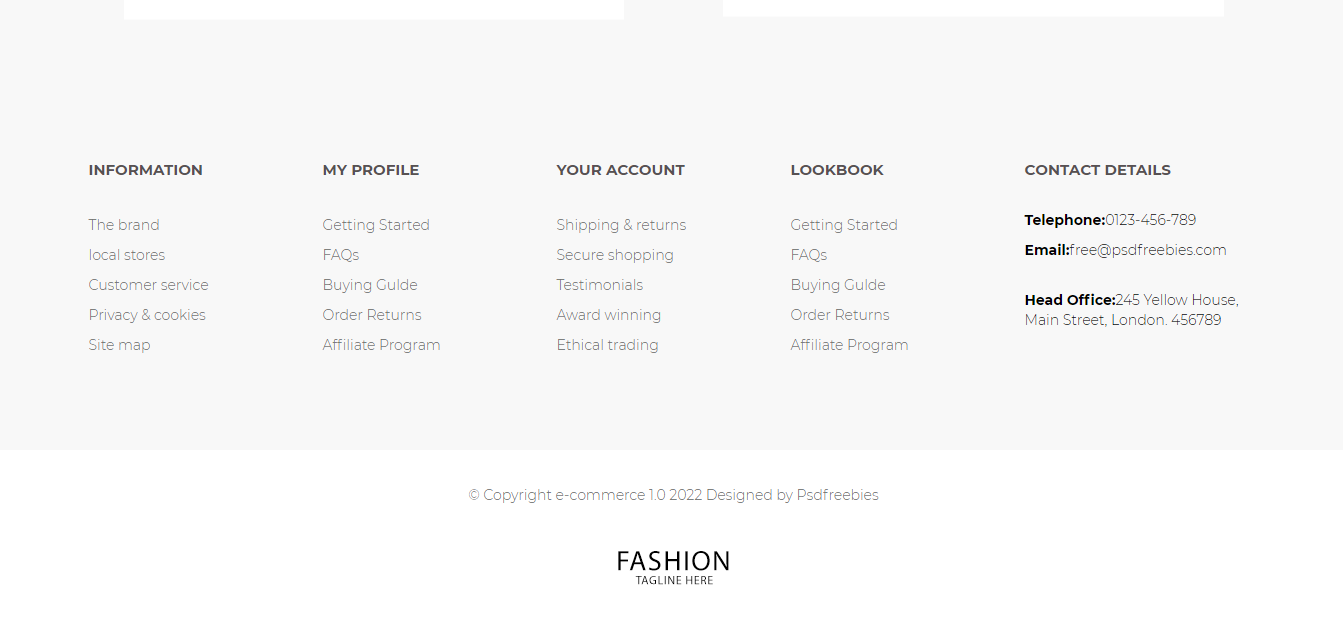 INFORMATION
The brand
local stores
Customer service
Privacy & cookies
Site map
MY PROFILE
Getting Started
FAQs
Buying Gulde
Order Returns
Affiliate Program
YOUR ACCOUNT
Shipping & returns
Secure shopping
Testimonials
Award winning
Ethical trading
LOOKBOOK
Getting Started
FAQs
Buying Gulde
Order Returns
Affiliate Program
CONTACT DETAILS
Telephone:0123-456-789
Email:free@psdfreebies.com
Head Office:245 Yellow House,
Main Street, London. 456789
© Copyright e-commerce 1.0 2022 Designed by Psdfreebies
FASHION
TAGLINE HERE